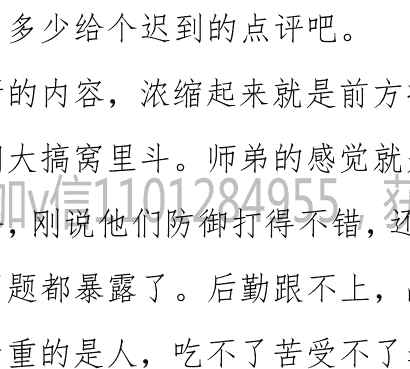 ，多少给个迟到的点评吧。
的内容，浓缩起来就是前方
大搞窝里斗。师弟的感觉就
加v信1101284955，获
，刚说他们防御打得不错，还
题都暴露了。后勤跟不上，
重的是人，吃不了苦受不了